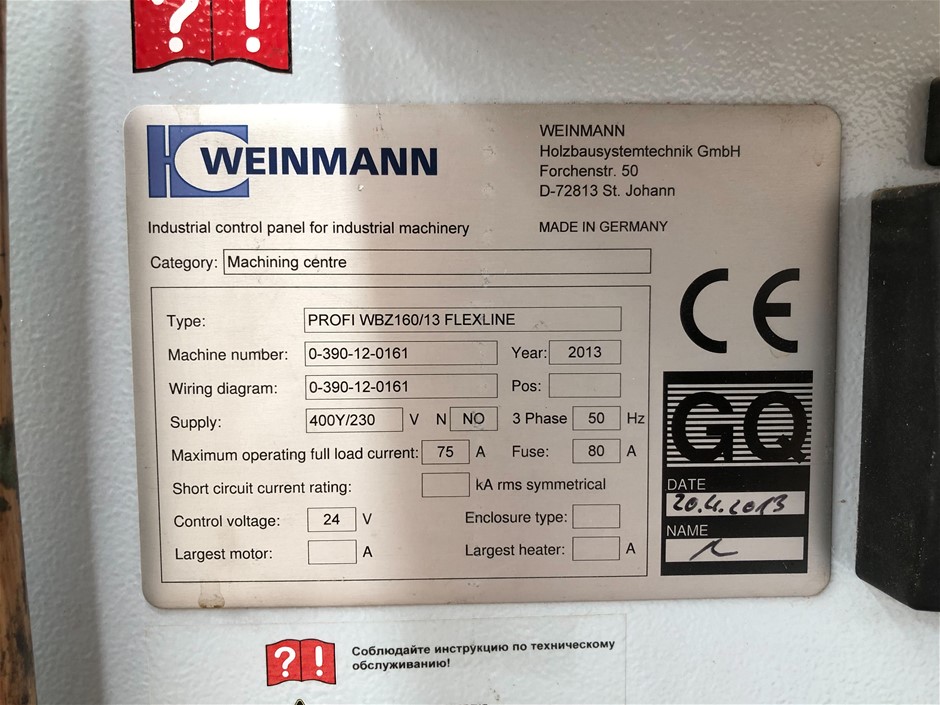 ? !
WEINMANN
WEINMANN
Holzbausystemtechnik GmbH
Forchenstr. 50
D-72813 St. Johann
Industrial control panel for industrial machinery
MADE IN GERMANY
Category: Machining centre
CE
Type: PROFI WBZ160/13 FLEXLINE
Machine number: 0-390-12-0161 Year: 2013
Wiring diagram: 0-390-12-0161 Pos:
Supply: 400Y/230 V N NO 3 Phase 50 Hz
Maximum operating full load current: 75 A Fuse: 80 A
Short circuit current rating: kA rms symmetrical
Control voltage: 24 V Enclosure type:
Largest motor: A Largest heater: A
GQ
DATE
20.4.2013
NAME
? !
Соблюдайте инструкцию по техническому
обслуживанию!